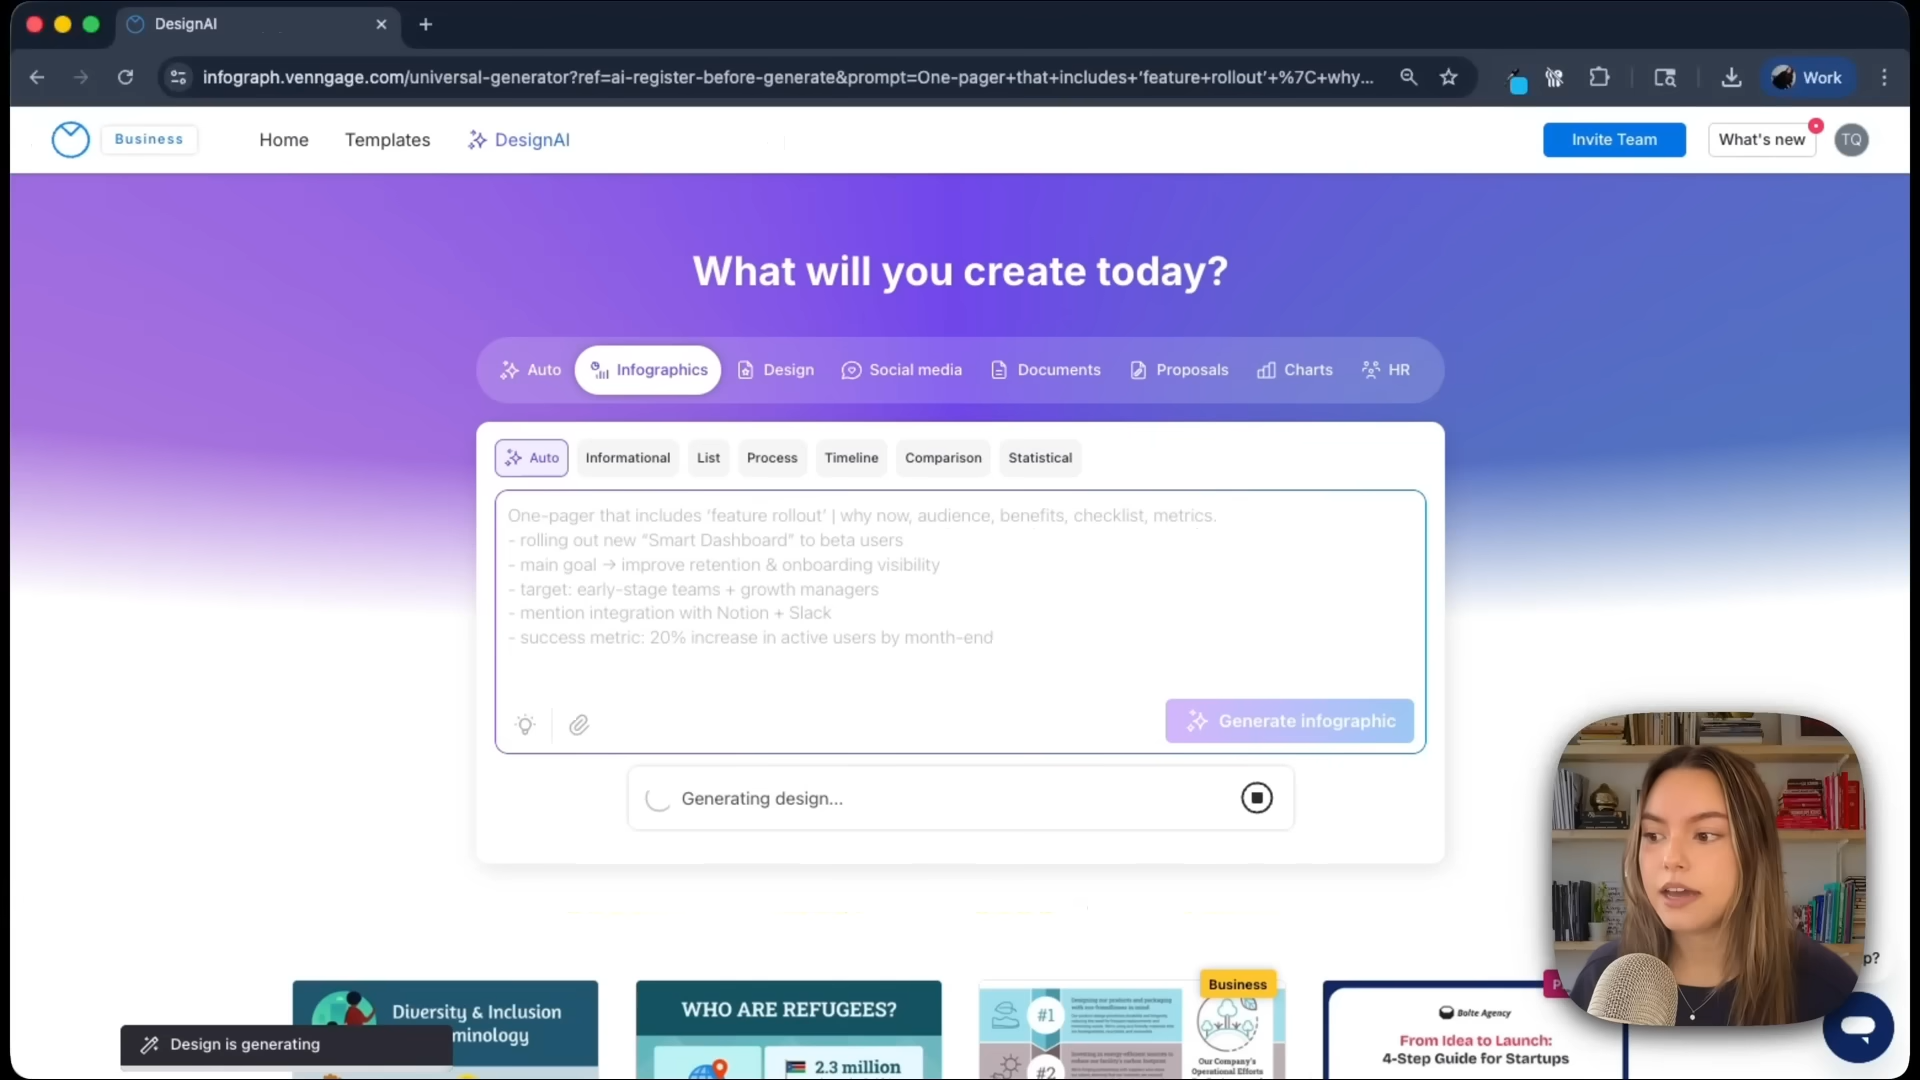 DesignAI
infograph.venngage.com/universal-generator?ref=ai-register-before-generate&prompt=One-pager+that+includes+‘feature+rollout’+%7C+why...
Work
Business
Home
Templates
DesignAI
Invite Team
What's new
TQ
What will you create today?
Auto
Infographics
Design
Social media
Documents
Proposals
Charts
HR
Auto
Informational
List
Process
Timeline
Comparison
Statistical
One-pager that includes ‘feature rollout’ | why now, audience, benefits, checklist, metrics.
- rolling out new “Smart Dashboard” to beta users
- main goal → improve retention & onboarding visibility
- target: early-stage teams + growth managers
- mention integration with Notion + Slack
- success metric: 20% increase in active users by month-end
Generate infographic
Generating design...
Diversity & Inclusion
minology
Design is generating
WHO ARE REFUGEES?
2.3 million
Business
#1
#2
Our Company's
Operational Efforts
Bolte Agency
From Idea to Launch:
4-Step Guide for Startups
p?